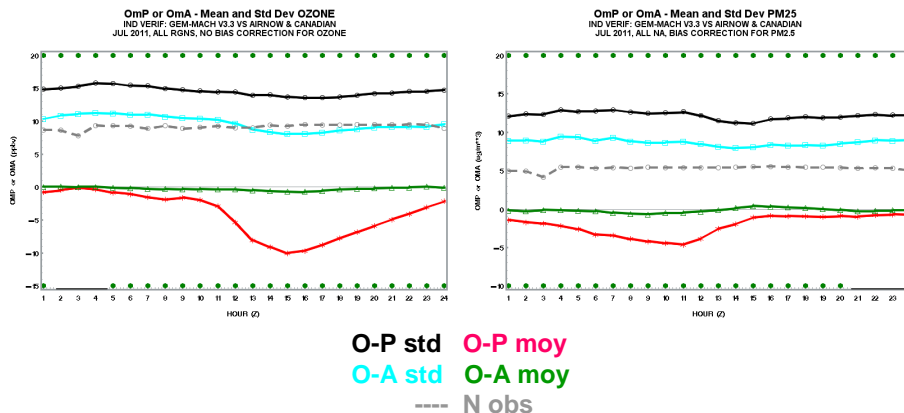 OmP or OmA - Mean and Std Dev OZONE
IND VERIF: GEM-MACH V3.3 VS AIRNOW & CANADIAN
JUL 2011, ALL RGNS, NO BIAS CORRECTION FOR OZONE
20
15
10
5
0
-5
-10
-15
OMP or OMA (ppbv)
1 2 3 4 5 6 7 8 9 10 11 12 13 14 15 16 17 18 19 20 21 22 23 24
HOUR (Z)
OmP or OmA - Mean and Std Dev PM25
IND VERIF: GEM-MACH V3.3 VS AIRNOW & CANADIAN
JUL 2011, ALL NA, BIAS CORRECTION FOR PM2.5
20
15
10
5
0
-5
-10
OMP or OMA (ug/m**3)
1 2 3 4 5 6 7 8 9 10 11 12 13 14 15 16 17 18 19 20 21 22 23
HOUR (Z)
O-P std O-P moy
O-A std O-A moy
---- N obs